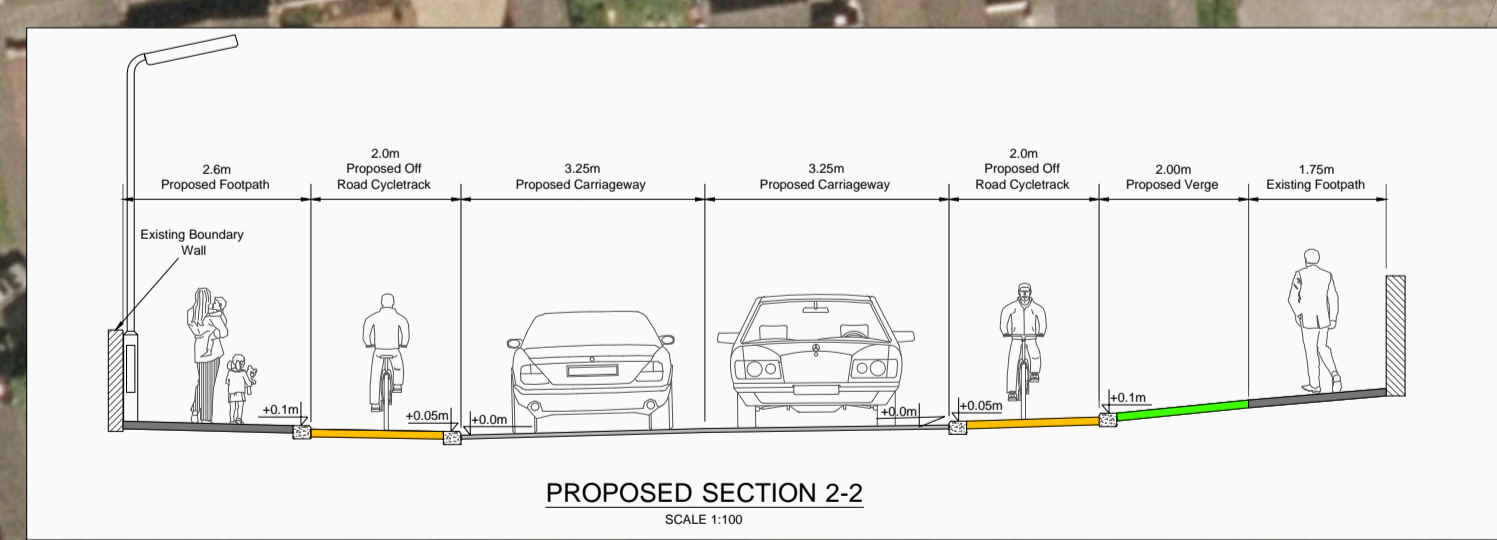 2.6m
Proposed Footpath
2.0m
Proposed Off
Road Cycletrack
3.25m
Proposed Carriageway
3.25m
Proposed Carriageway
2.0m
Proposed Off
Road Cycletrack
2.00m
Proposed Verge
1.75m
Existing Footpath
Existing Boundary
Wall
+0.1m
+0.05m
+0.0m
+0.0m
+0.05m
+0.1m
PROPOSED SECTION 2-2
SCALE 1:100